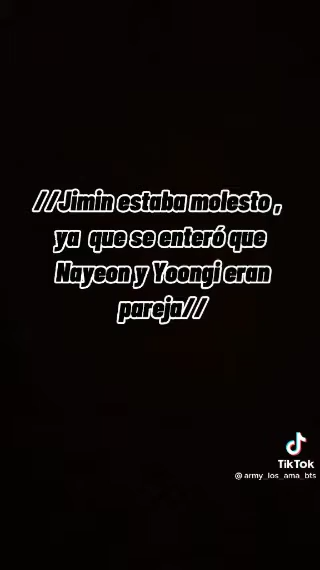 //Jimin estaba molesto ,
ya que se enteró que
Nayeon y Yoongi eran
pareja//
TikTok
@army_los_ama_bts